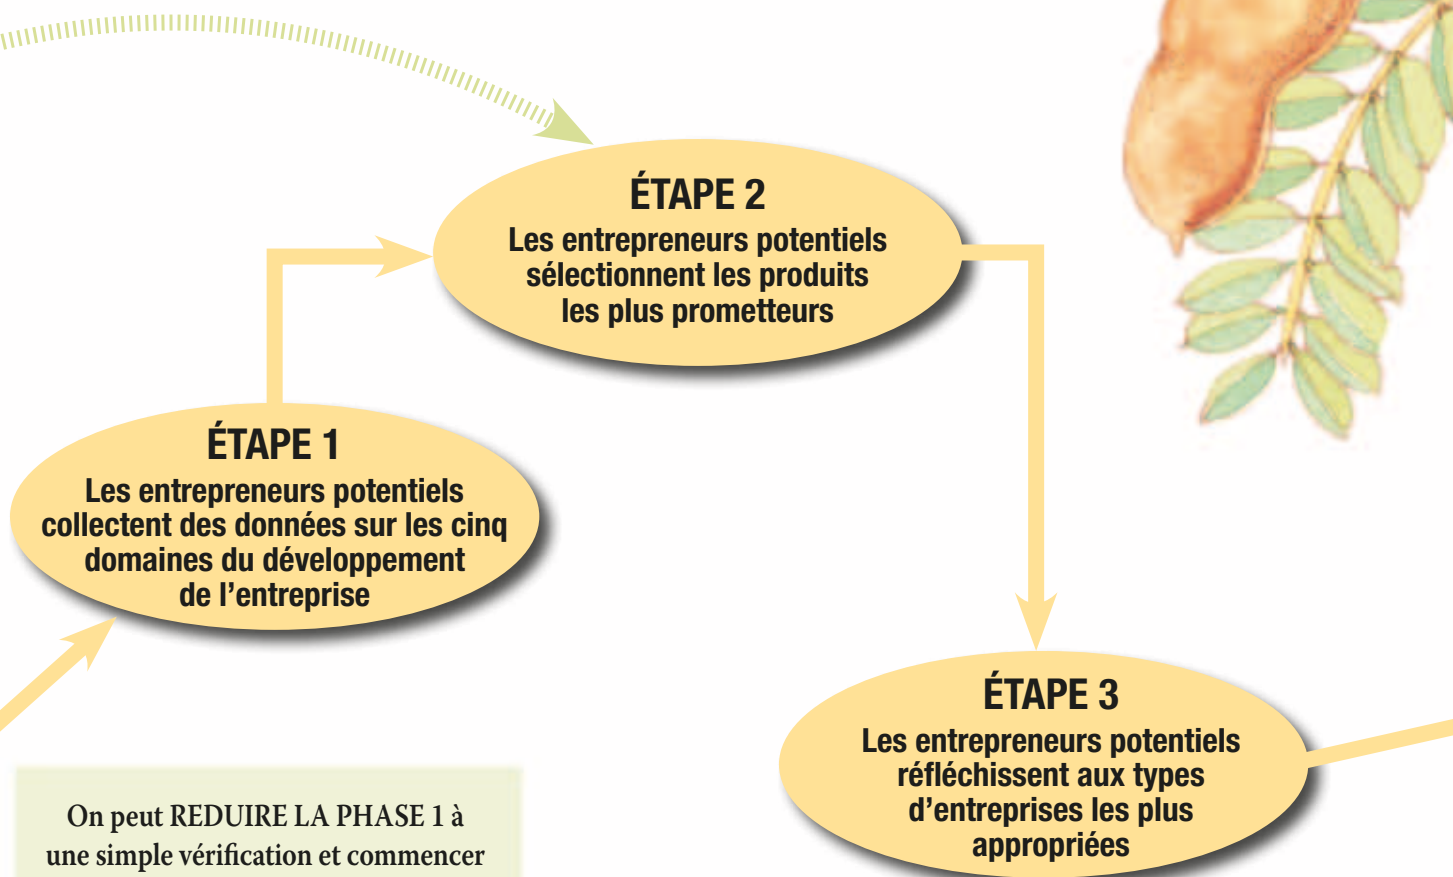 ÉTAPE 2
Les entrepreneurs potentiels
sélectionnent les produits
les plus prometteurs
ÉTAPE 1
Les entrepreneurs potentiels
collectent des données sur les cinq
domaines du développement
de l’entreprise
ÉTAPE 3
Les entrepreneurs potentiels
réfléchissent aux types
d’entreprises les plus
appropriées
On peut REDUIRE LA PHASE 1 à
une simple vérification et commencer